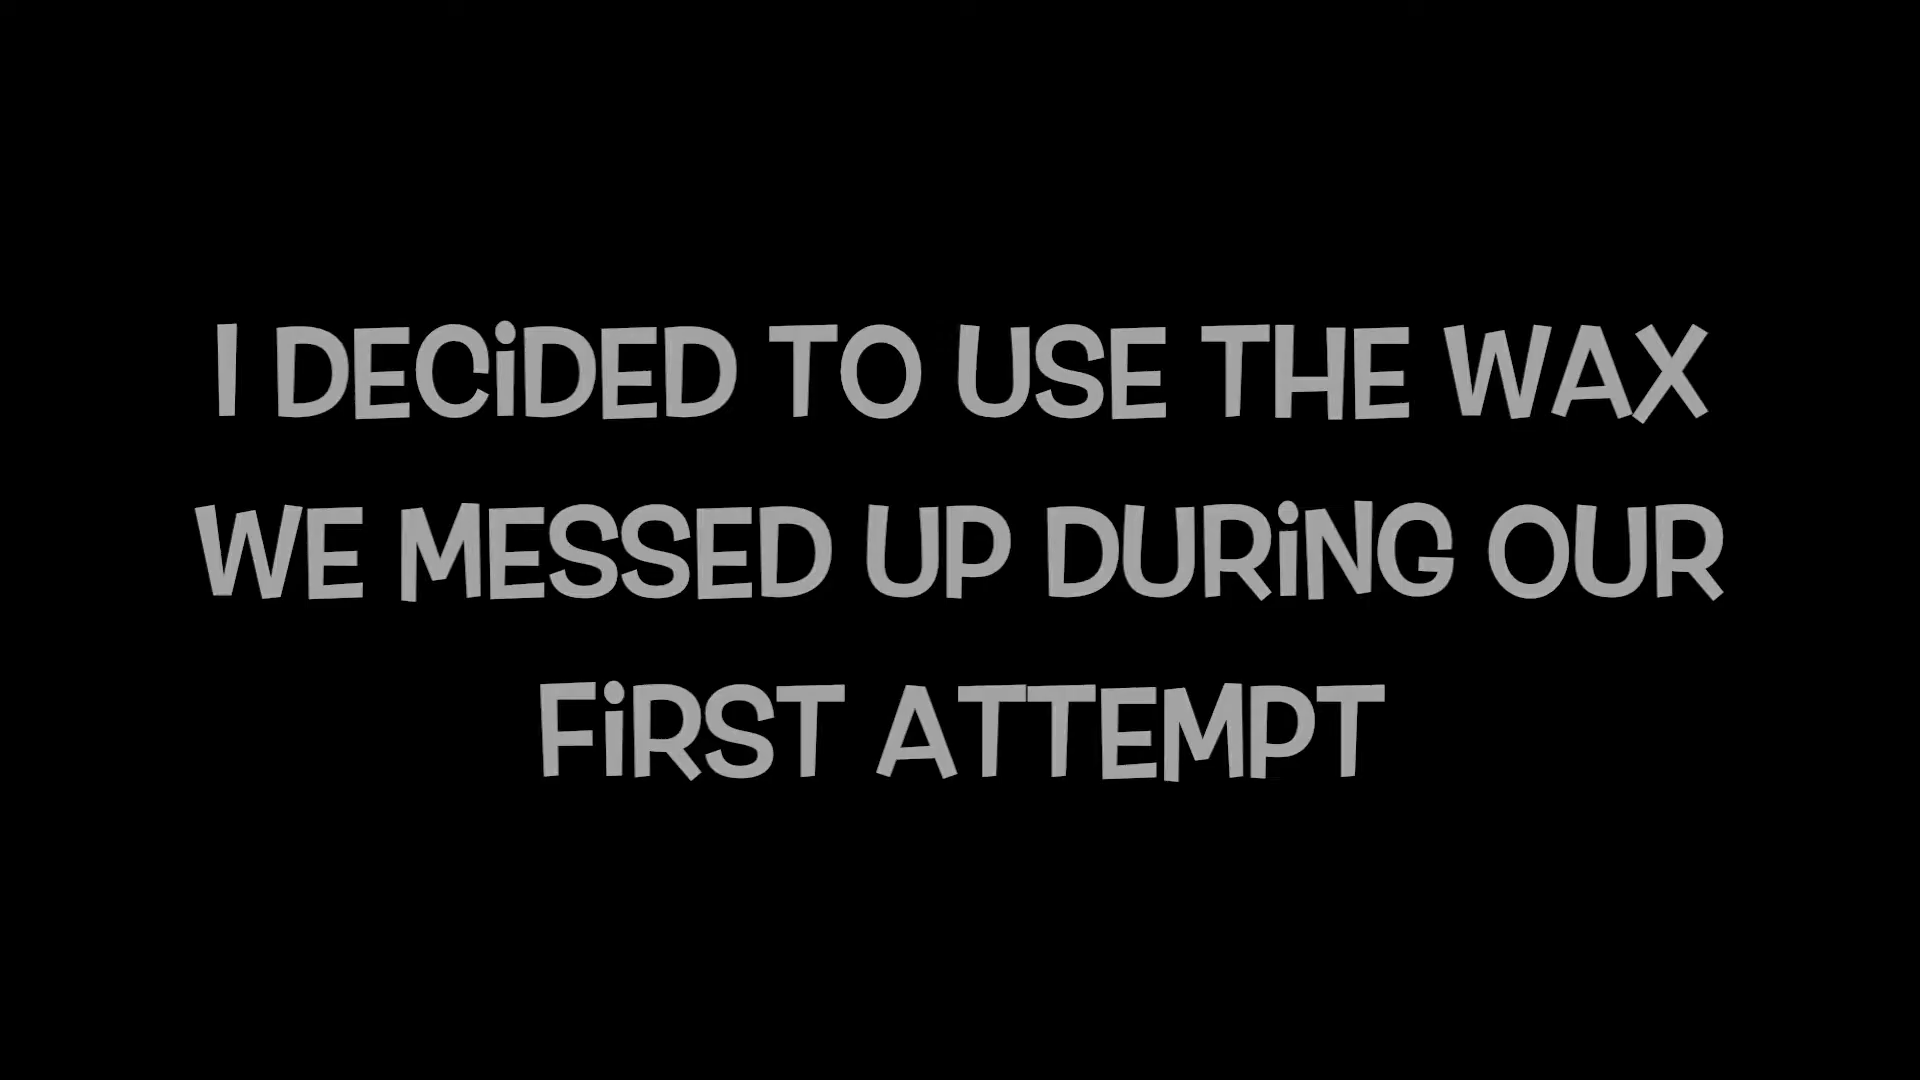 I DECiDED TO USE THE WAX
WE MESSED UP DURiNG OUR
FiRST ATTEMPT